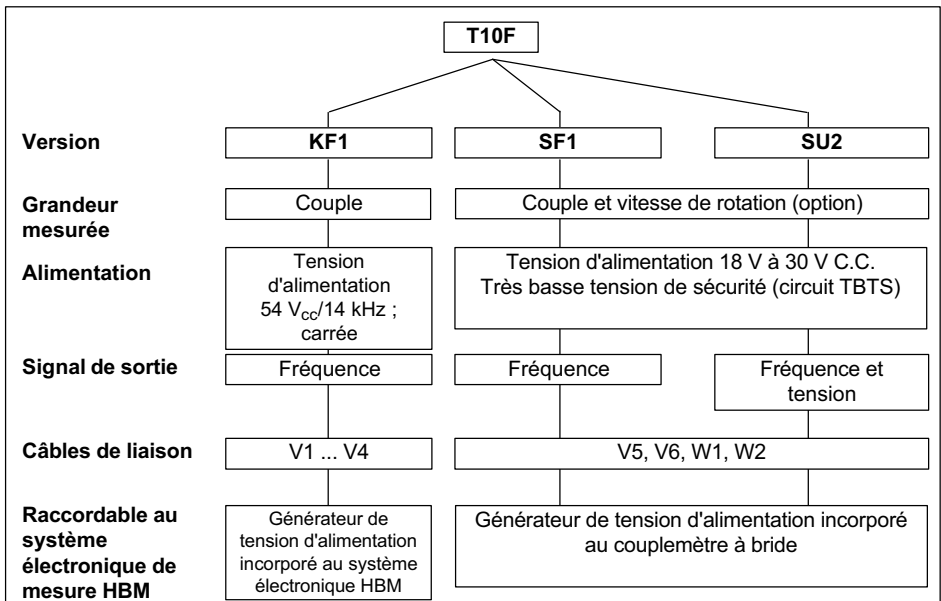 T10F
Version
KF1
SF1
SU2
Grandeur
mesurée
Couple
Couple et vitesse de rotation (option)
Alimentation
Tension
d'alimentation
54 Vcc/14 kHz ;
carrée
Tension d'alimentation 18 V à 30 V C.C.
Très basse tension de sécurité (circuit TBTS)
Signal de sortie
Fréquence
Fréquence
Fréquence et
tension
Câbles de liaison
V1 ... V4
V5, V6, W1, W2
Raccordable au
système
électronique de
mesure HBM
Générateur de
tension d'alimentation
incorporé au système
électronique HBM
Générateur de tension d'alimentation incorporé
au couplemètre à bride